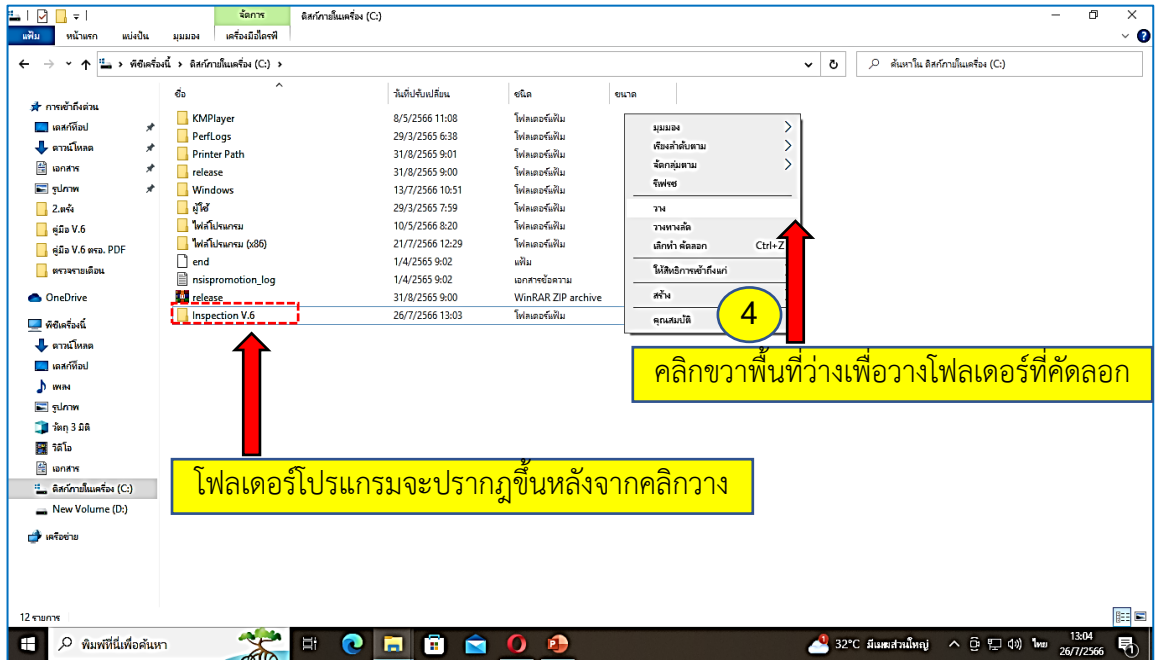 จัดการ ดิสก์ภายในเครื่อง (C:)
แฟ้ม หน้าแรก แบ่งปัน มุมมอง เครื่องมือไดรฟ์
พีซีเครื่องนี้ › ดิสก์ภายในเครื่อง (C:) ›
ค้นหาใน ดิสก์ภายในเครื่อง (C:)
ชื่อ วันที่ปรับเปลี่ยน ชนิด ขนาด
การเข้าถึงด่วน
เดสก์ท็อป
ดาวน์โหลด
เอกสาร
รูปภาพ
2.ตรัง
คู่มือ V.6
คู่มือ V.6 ตรอ. PDF
ตรวจรายเดือน
OneDrive
พีซีเครื่องนี้
ดาวน์โหลด
เดสก์ท็อป
เพลง
รูปภาพ
วัตถุ 3 มิติ
วิดีโอ
เอกสาร
ดิสก์ภายในเครื่อง (C:)
New Volume (D:)
เครือข่าย
KMPlayer 8/5/2566 11:08 โฟลเดอร์แฟ้ม
PerfLogs 29/3/2565 6:38 โฟลเดอร์แฟ้ม
Printer Path 31/8/2565 9:01 โฟลเดอร์แฟ้ม
release 31/8/2565 9:00 โฟลเดอร์แฟ้ม
Windows 13/7/2566 10:51 โฟลเดอร์แฟ้ม
ผู้ใช้ 29/3/2565 7:59 โฟลเดอร์แฟ้ม
ไฟล์โปรแกรม 10/5/2566 8:20 โฟลเดอร์แฟ้ม
ไฟล์โปรแกรม (x86) 21/7/2566 12:29 โฟลเดอร์แฟ้ม
end 1/4/2565 9:02 แฟ้ม
nsispromotion_log 1/4/2565 9:02 เอกสารข้อความ
release 31/8/2565 9:00 WinRAR ZIP archive
Inspection V.6 26/7/2566 13:03 โฟลเดอร์แฟ้ม
มุมมอง
เรียงลำดับตาม
จัดกลุ่มตาม
รีเฟรช
วาง
วางทางลัด
เลิกทำ คัดลอก Ctrl+Z
ให้สิทธิการเข้าถึงแก่
สร้าง
คุณสมบัติ
4
คลิกขวาพื้นที่ว่างเพื่อวางโฟลเดอร์ที่คัดลอก
โฟลเดอร์โปรแกรมจะปรากฎขึ้นหลังจากคลิกวาง
12 รายการ
พิมพ์ที่นี่เพื่อค้นหา
32°C มีเมฆส่วนใหญ่ ไทย 13:04
26/7/2566